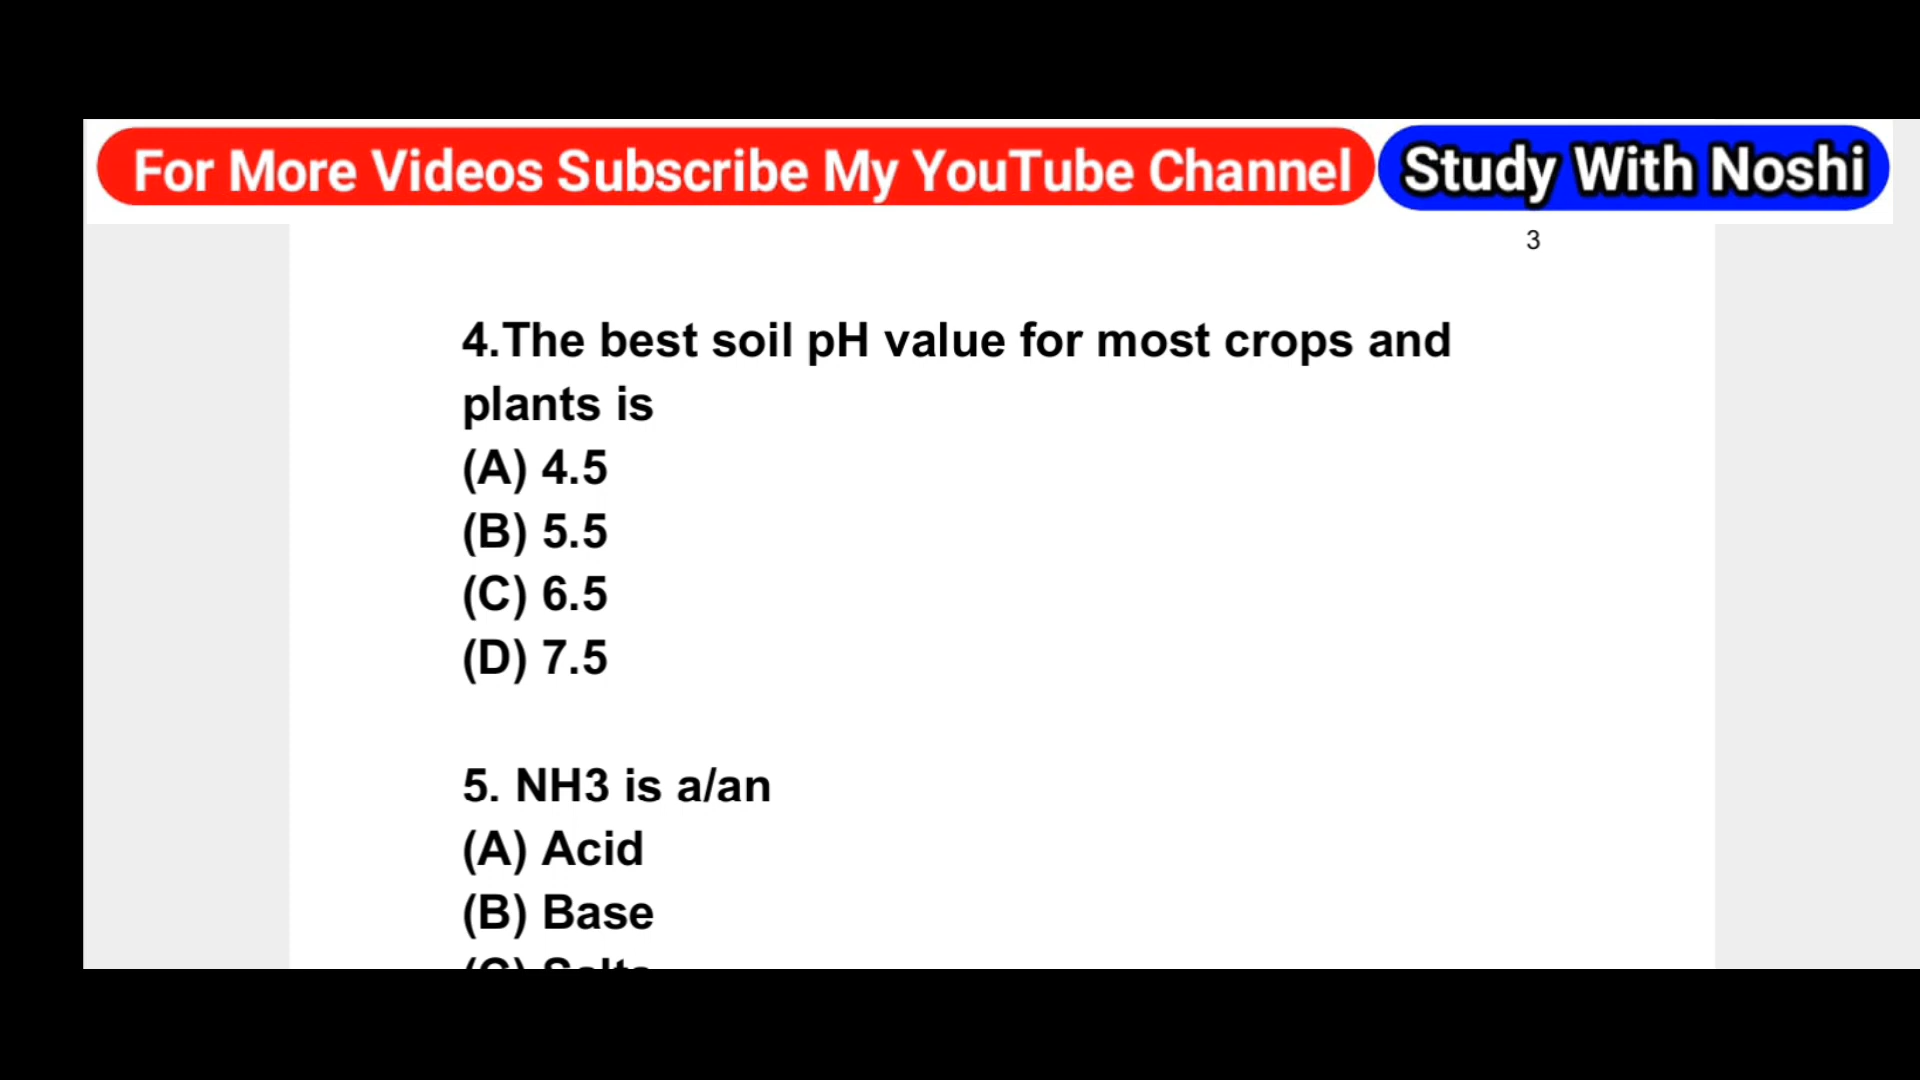 For More Videos Subscribe My YouTube Channel Study With Noshi
3
4.The best soil pH value for most crops and
plants is
(A) 4.5
(B) 5.5
(C) 6.5
(D) 7.5
5. NH3 is a/an
(A) Acid
(B) Base